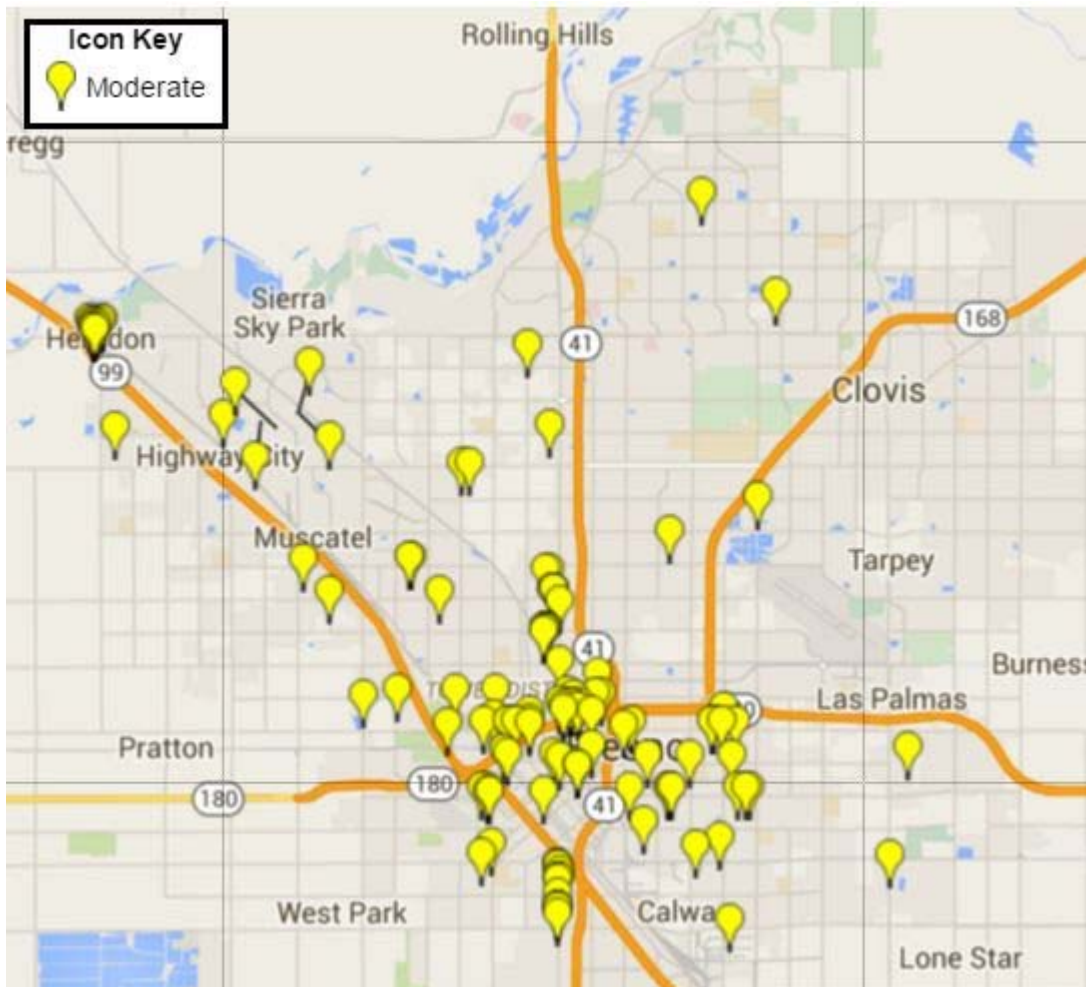 Icon Key
Moderate
Rolling Hills
regg
Sierra
Sky Park
168
41
99
Clovis
Highway City
Muscatel
Tarpey
41
Burness
Las Palmas
Pratton
180
180
41
West Park
Calwa
Lone Star